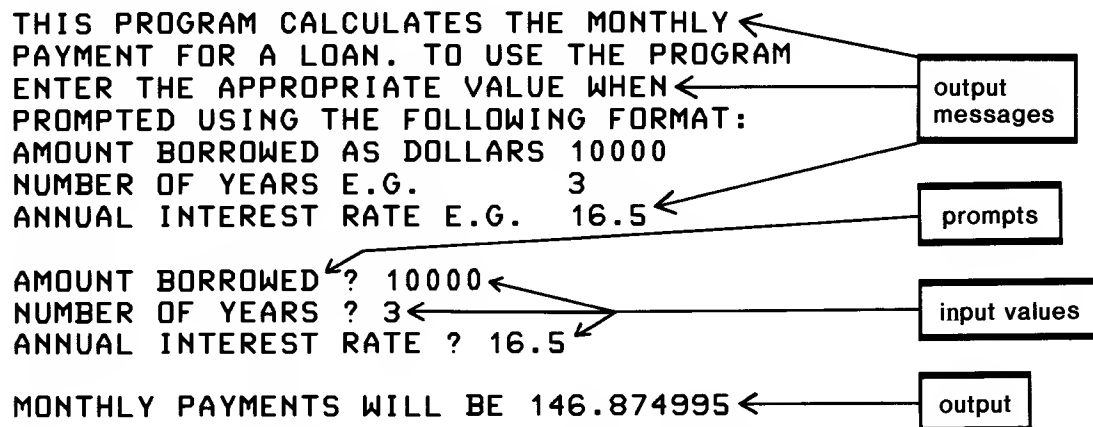 THIS PROGRAM CALCULATES THE MONTHLY
PAYMENT FOR A LOAN. TO USE THE PROGRAM
ENTER THE APPROPRIATE VALUE WHEN
PROMPTED USING THE FOLLOWING FORMAT:
AMOUNT BORROWED AS DOLLARS 10000
NUMBER OF YEARS E.G. 3
ANNUAL INTEREST RATE E.G. 16.5
output
messages
prompts
AMOUNT BORROWED ? 10000
NUMBER OF YEARS ? 3
ANNUAL INTEREST RATE ? 16.5
input values
MONTHLY PAYMENTS WILL BE 146.874995
output